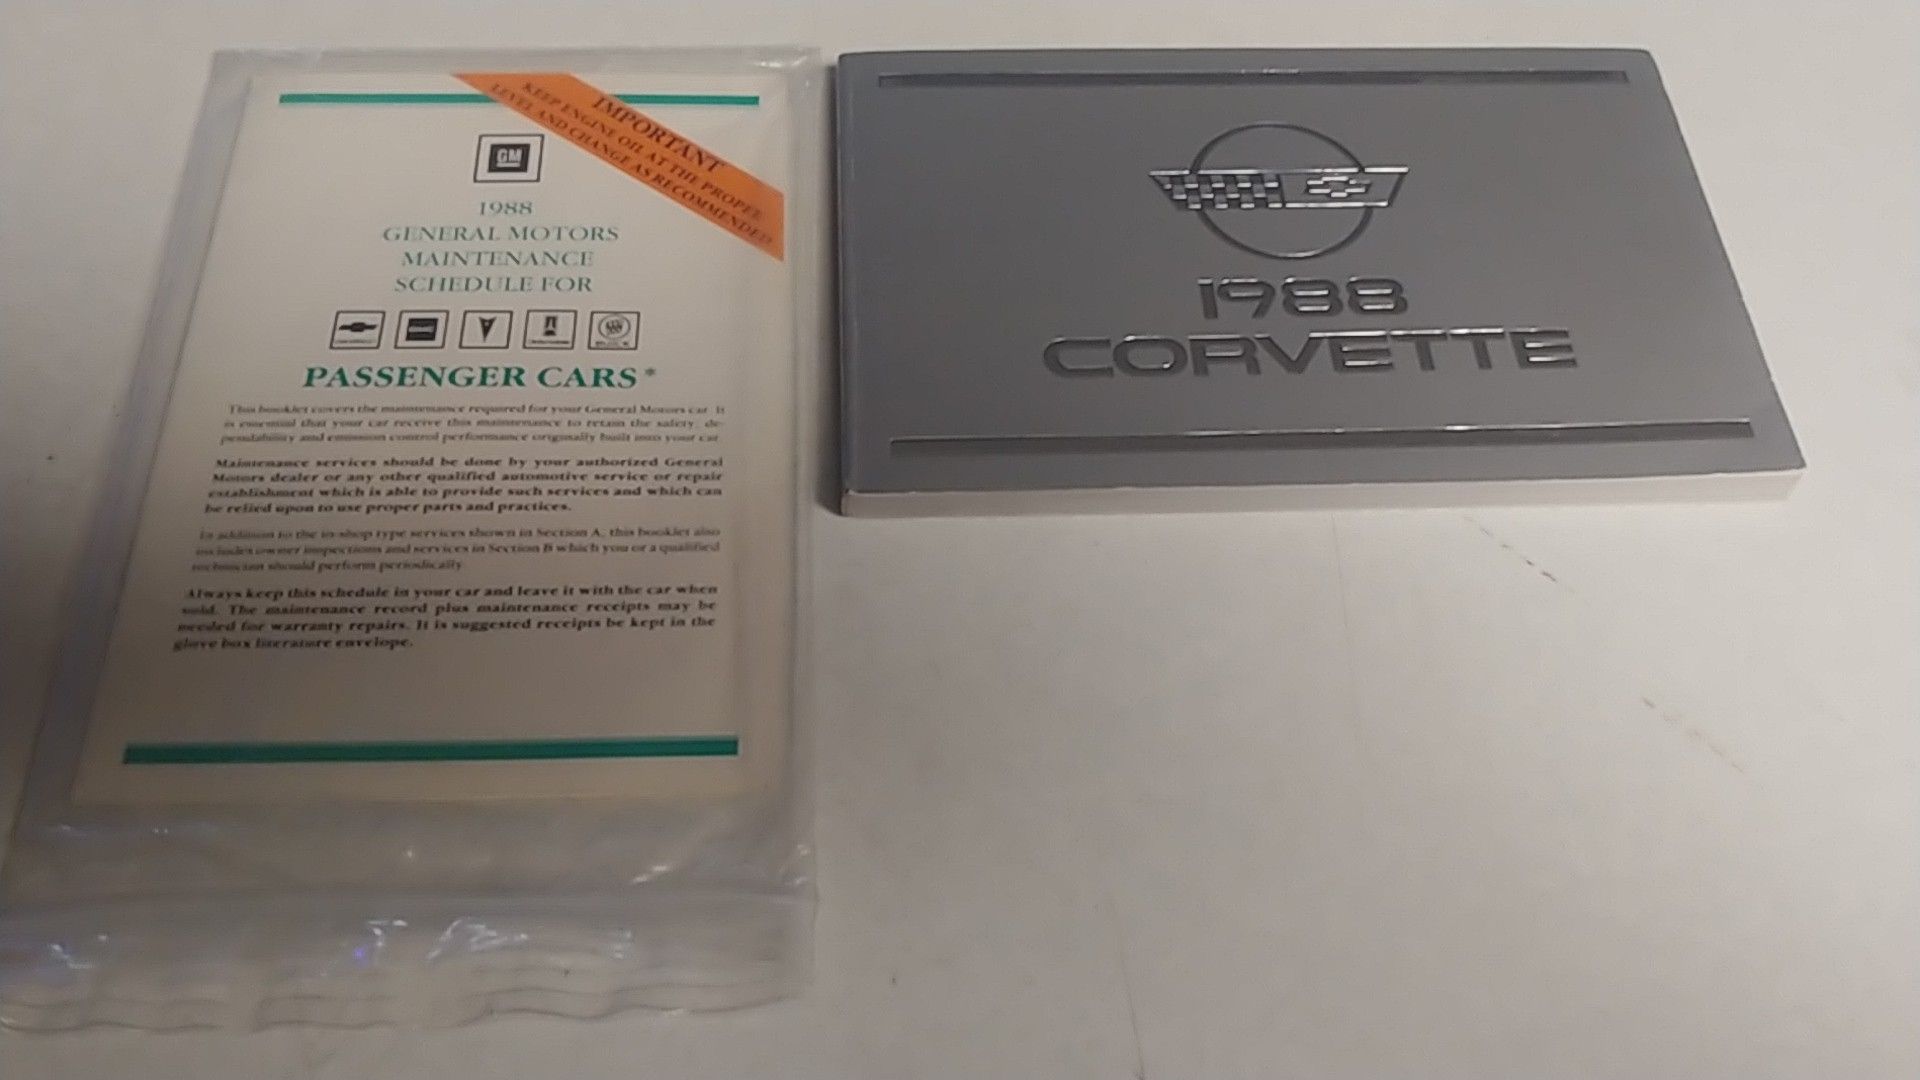 IMPORTANT
KEEP ENGINE OIL AT THE PROPER
LEVEL AND CHANGE AS RECOMMENDED
GM
1988
GENERAL MOTORS
MAINTENANCE
SCHEDULE FOR
PASSENGER CARS*
This booklet covers the maintenance required for your General Motors car. It
is essential that your car receive this maintenance to retain the safety, de-
pendability and emission control performance originally built into your car.
Maintenance services should be done by your authorized General
Motors dealer or any other qualified automotive service or repair
establishment which is able to provide such services and which can
be relied upon to use proper parts and practices.
In addition to the in-shop type services shown in Section A, this booklet also
includes owner inspections and services in Section B which you or a qualified
technician should perform periodically.
Always keep this schedule in your car and leave it with the car when
sold. The maintenance record plus maintenance receipts may be
needed for warranty repairs. It is suggested receipts be kept in the
glove box literature envelope.
1988
CORVETTE